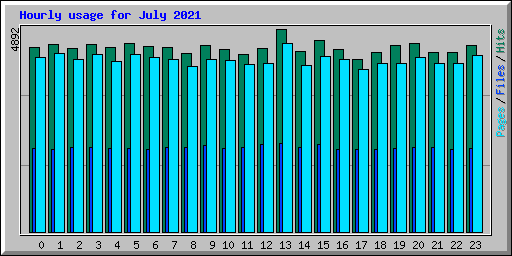 Hourly usage for July 2021
4892
Pages/Files/Hits
0 1 2 3 4 5 6 7 8 9 10 11 12 13 14 15 16 17 18 19 20 21 22 23